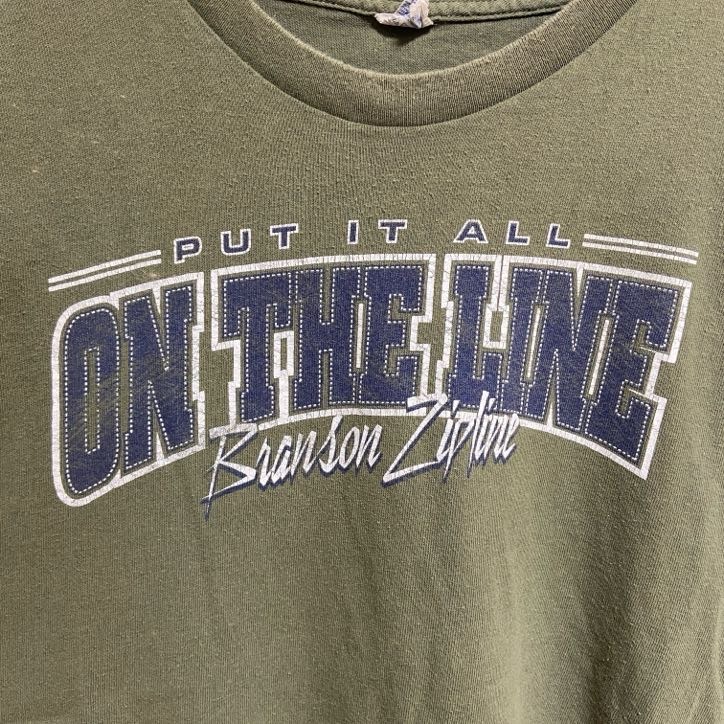 PUT IT ALL
ON THE LINE
Branson Zipline